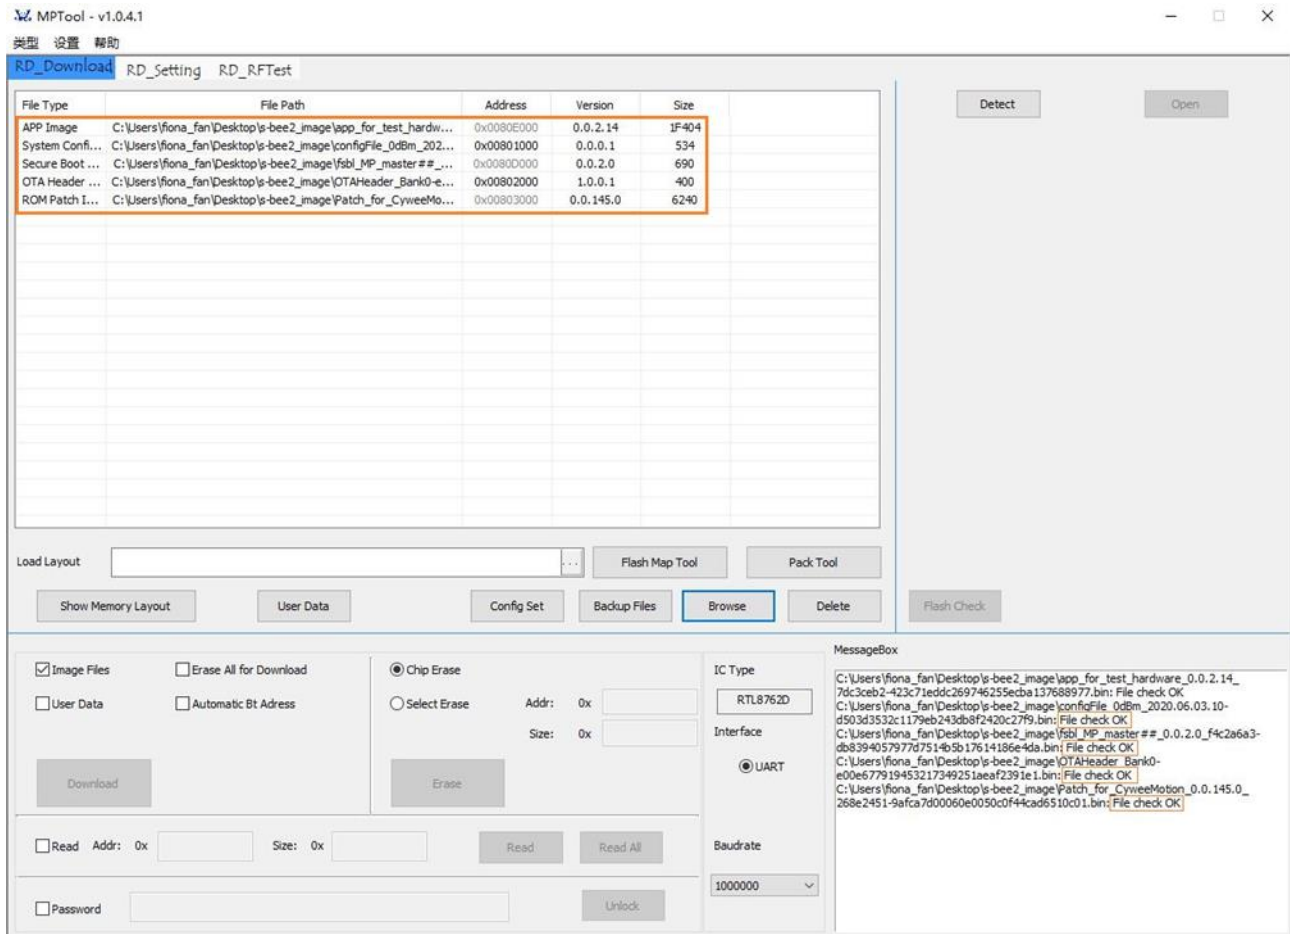 MPTool - v1.0.4.1
类型 设置 帮助
RD_Download RD_Setting RD_RFTest
File Type File Path Address Version Size
APP Image C:\Users\fiona_fan\Desktop\s-bee2_image\app_for_test_hardw... 0x0080E000 0.0.2.14 1F404
System Confi... C:\Users\fiona_fan\Desktop\s-bee2_image\configFile_0dBm_202... 0x00801000 0.0.0.1 534
Secure Boot ... C:\Users\fiona_fan\Desktop\s-bee2_image\fsbl_MP_master##_... 0x0080D000 0.0.2.0 690
OTA Header ... C:\Users\fiona_fan\Desktop\s-bee2_image\OTAHeader_Bank0-e... 0x00802000 1.0.0.1 400
ROM Patch I... C:\Users\fiona_fan\Desktop\s-bee2_image\Patch_for_CyweeMo... 0x00803000 0.0.145.0 6240
Detect Open
Load Layout ... Flash Map Tool Pack Tool
Show Memory Layout User Data Config Set Backup Files Browse Delete Flash Check
Image Files Erase All for Download Chip Erase
User Data Automatic Bt Adress Select Erase Addr: 0x
Size: 0x
Download Erase
Read Addr: 0x Size: 0x Read Read All
Password Unlock
IC Type
RTL8762D
Interface
UART
Baudrate
1000000
MessageBox
C:\Users\fiona_fan\Desktop\s-bee2_image\app_for_test_hardware_0.0.2.14_
7dc3ceb2-423c71eddc269746255ecba137688977.bin: File check OK
C:\Users\fiona_fan\Desktop\s-bee2_image\configFile_0dBm_2020.06.03.10-
d503d3532c1179eb243db8f2420c27f9.bin: File check OK
C:\Users\fiona_fan\Desktop\s-bee2_image\fsbl_MP_master##_0.0.2.0_f4c2a6a3-
db8394057977d7514b5b17614186e4da.bin: File check OK
C:\Users\fiona_fan\Desktop\s-bee2_image\OTAHeader_Bank0-
e00e677919453217349251aeaf2391e1.bin: File check OK
C:\Users\fiona_fan\Desktop\s-bee2_image\Patch_for_CyweeMotion_0.0.145.0_
268e2451-9afca7d00060e0050c0f44cad6510c01.bin: File check OK